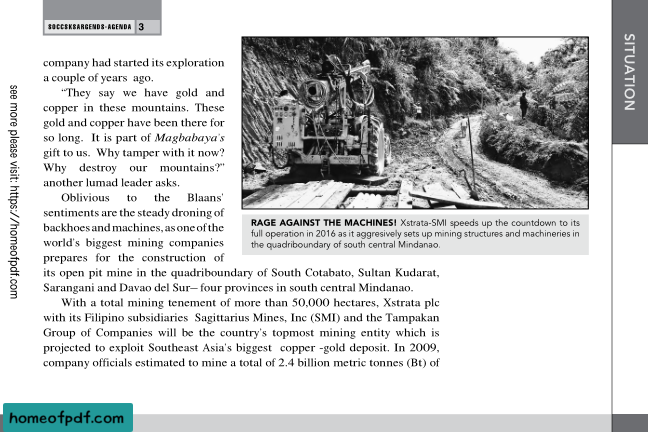 SOCCSKSARGENDS-AGENDA 3
SITUATION
company had started its exploration
a couple of years ago.
“They say we have gold and
copper in these mountains. These
gold and copper have been there for
so long. It is part of Magbabaya's
gift to us. Why tamper with it now?
Why destroy our mountains?”
another lumad leader asks.
Oblivious to the Blaans'
sentiments are the steady droning of
backhoes and machines, as one of the
world's biggest mining companies
prepares for the construction of
its open pit mine in the quadriboundary of South Cotabato, Sultan Kudarat,
Sarangani and Davao del Sur— four provinces in south central Mindanao.
With a total mining tenement of more than 50,000 hectares, Xstrata plc
with its Filipino subsidiaries Sagittarius Mines, Inc (SMI) and the Tampakan
Group of Companies will be the country's topmost mining entity which is
projected to exploit Southeast Asia's biggest copper -gold deposit. In 2009,
company officials estimated to mine a total of 2.4 billion metric tonnes (Bt) of
RAGE AGAINST THE MACHINES! Xstrata-SMI speeds up the countdown to its
full operation in 2016 as it aggresively sets up mining structures and machineries in
the quadriboundary of south central Mindanao.
see more please visit: https://homeofpdf.com
homeofpdf.com